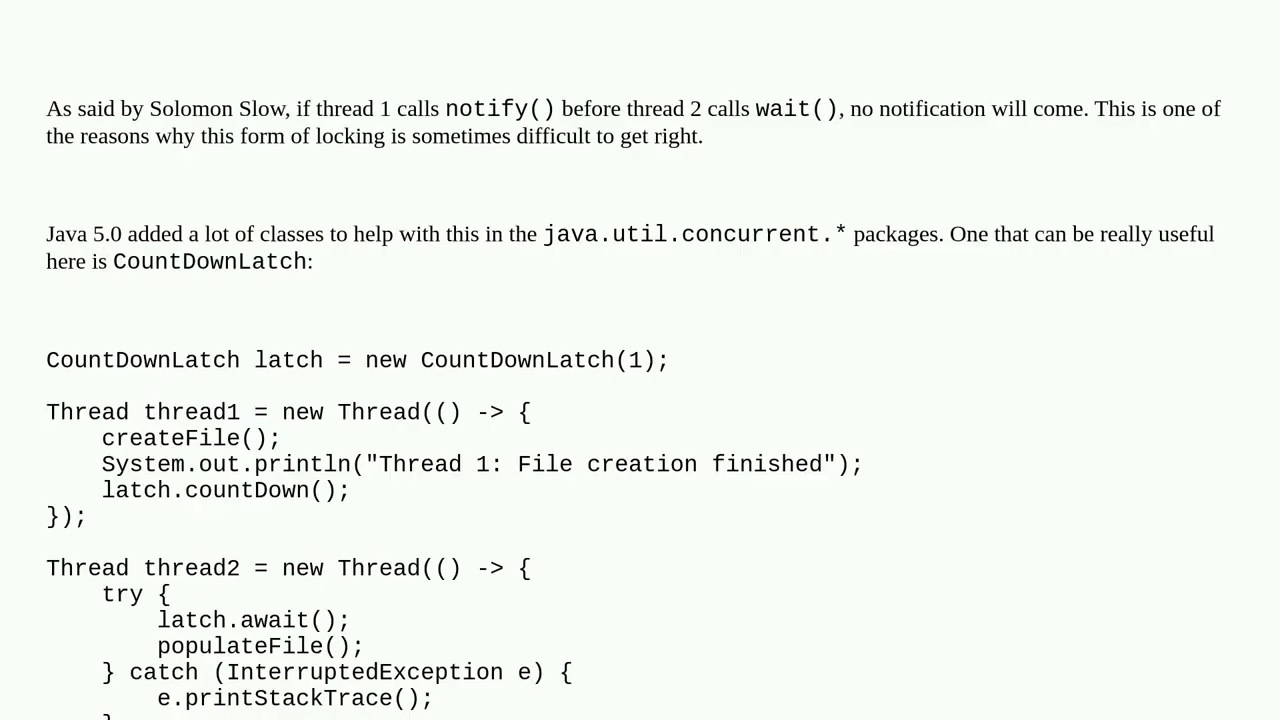 As said by Solomon Slow, if thread 1 calls notify() before thread 2 calls wait(), no notification will come. This is one of
the reasons why this form of locking is sometimes difficult to get right.
Java 5.0 added a lot of classes to help with this in the java.util.concurrent.* packages. One that can be really useful
here is CountDownLatch:
CountDownLatch latch = new CountDownLatch(1);
Thread thread1 = new Thread(() -> {
    createFile();
    System.out.println("Thread 1: File creation finished");
    latch.countDown();
});
Thread thread2 = new Thread(() -> {
    try {
        latch.await();
        populateFile();
    } catch (InterruptedException e) {
        e.printStackTrace();
    }